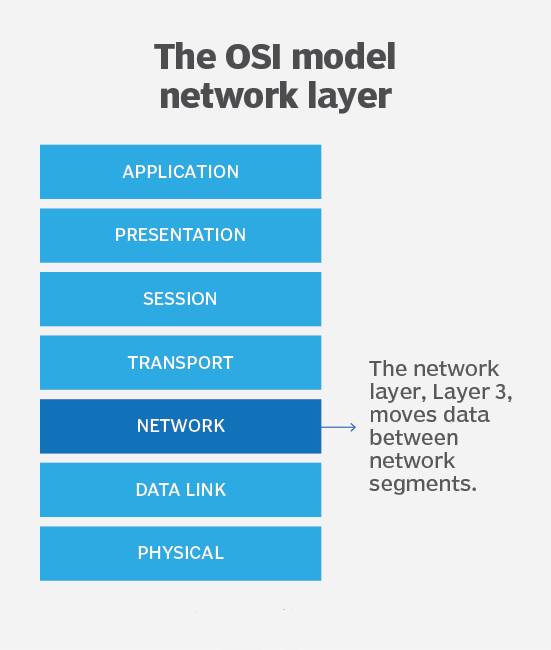 The OSI model
network layer
APPLICATION
PRESENTATION
SESSION
TRANSPORT
NETWORK
The network
layer, Layer 3,
moves data
between
network
segments.
DATA LINK
PHYSICAL